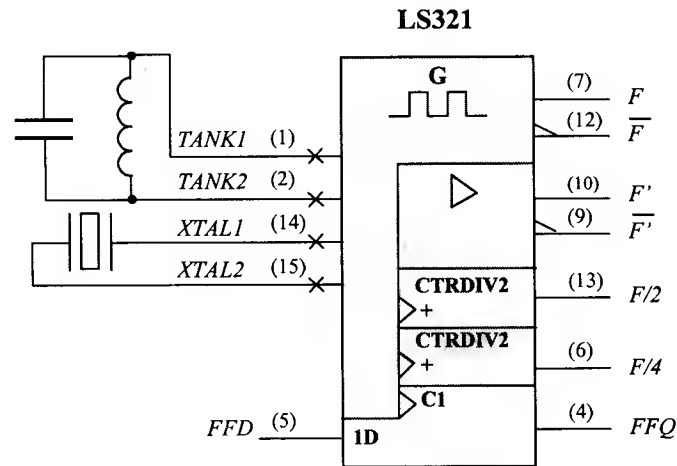 LS321
G
(7) F
(12) F̅
TANK1 (1)
TANK2 (2)
(10) F'
(9) F̅'̅
XTAL1 (14)
XTAL2 (15)
CTRDIV2
+
(13) F/2
CTRDIV2
+
(6) F/4
C1
FFD (5)
1D
(4) FFQ